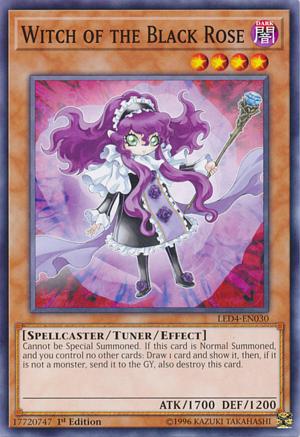 WITCH OF THE BLACK ROSE
DARK
闇
LED4-EN030
[SPELLCASTER/TUNER/EFFECT]
Cannot be Special Summoned. If this card is Normal Summoned,
and you control no other cards: Draw 1 card and show it, then, if it
is not a monster, send it to the GY, also destroy this card.
ATK/1700 DEF/1200
17720747 1st Edition ©1996 KAZUKI TAKAHASHI